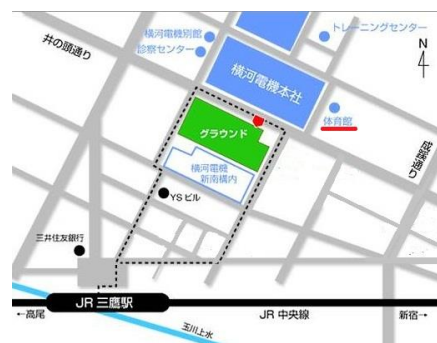 トレーニングセンター
横河電機別館
診察センター
井の頭通り
N
横河電機本社
体育館
グラウンド
成蹊通り
横河電機
新南構内
YSビル
三井住友銀行
JR 三鷹駅
←高尾
JR 中央線
新宿→
玉川上水